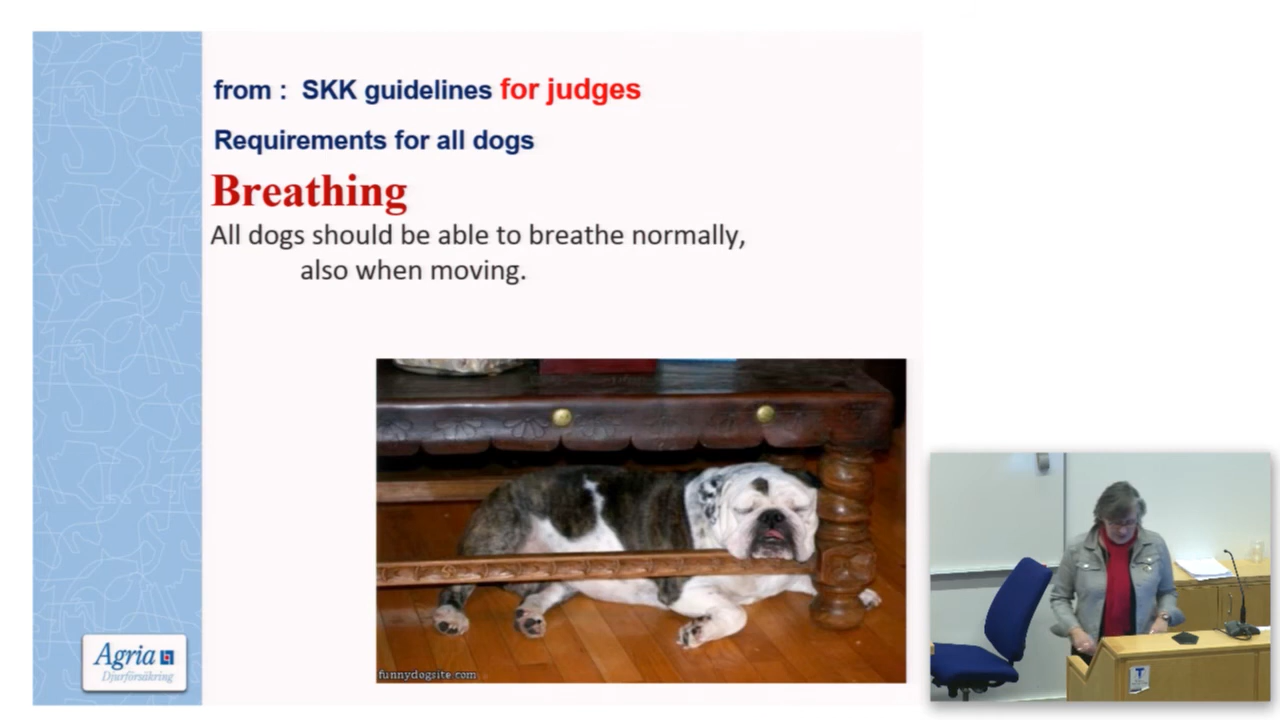 from : SKK guidelines for judges
Requirements for all dogs
Breathing
All dogs should be able to breathe normally,
also when moving.
funnydogsite.com
Agria
Djurförsäkring